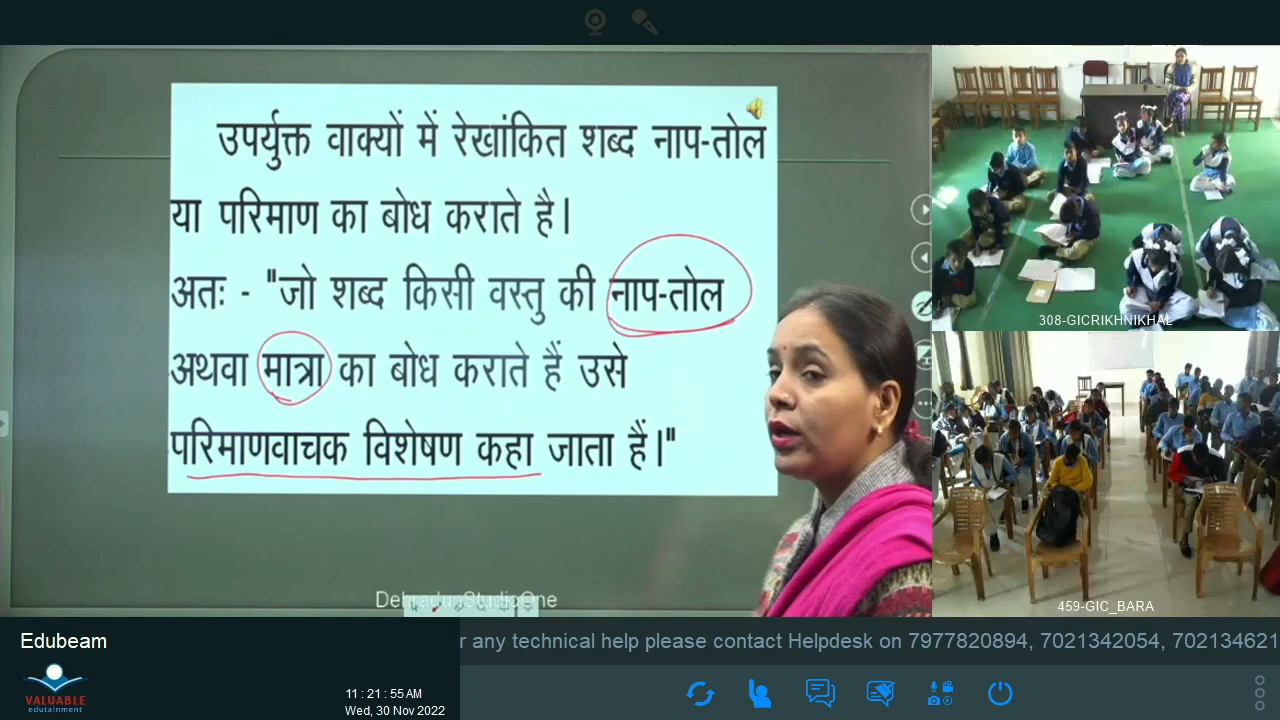 उपर्युक्त वाक्यों में रेखांकित शब्द नाप-तोल
या परिमाण का बोध कराते है।
अतः - "जो शब्द किसी वस्तु की नाप-तोल
अथवा मात्रा का बोध कराते हैं उसे
परिमाणवाचक विशेषण कहा जाता हैं।"
DehradunStudioOne
308-GICRIKHNIKHAL
459-GIC_BARA
Edubeam
r any technical help please contact Helpdesk on 7977820894, 7021342054, 702134621
VALUABLE
edutainment
11 : 21 : 55 AM
Wed, 30 Nov 2022